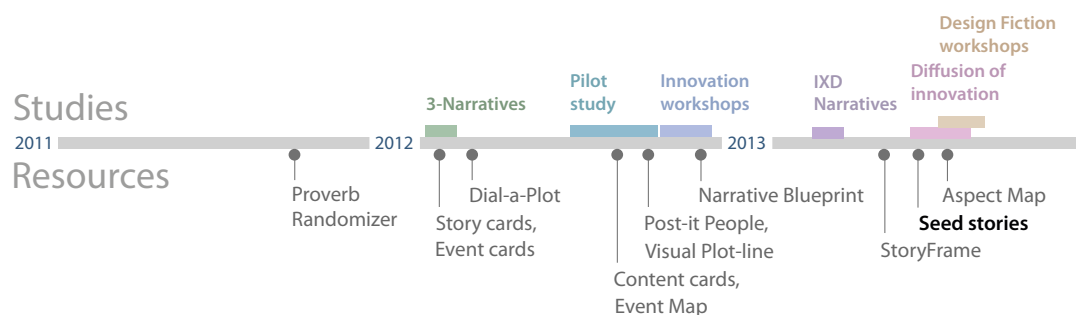 Design Fiction
workshops
Pilot
study
Innovation
workshops
IXD
Narratives
Diffusion of
innovation
3-Narratives
Studies
2011
2012
2013
Resources
Proverb
Randomizer
Dial-a-Plot
Story cards,
Event cards
Narrative Blueprint
Post-it People,
Visual Plot-line
Content cards,
Event Map
Aspect Map
Seed stories
StoryFrame